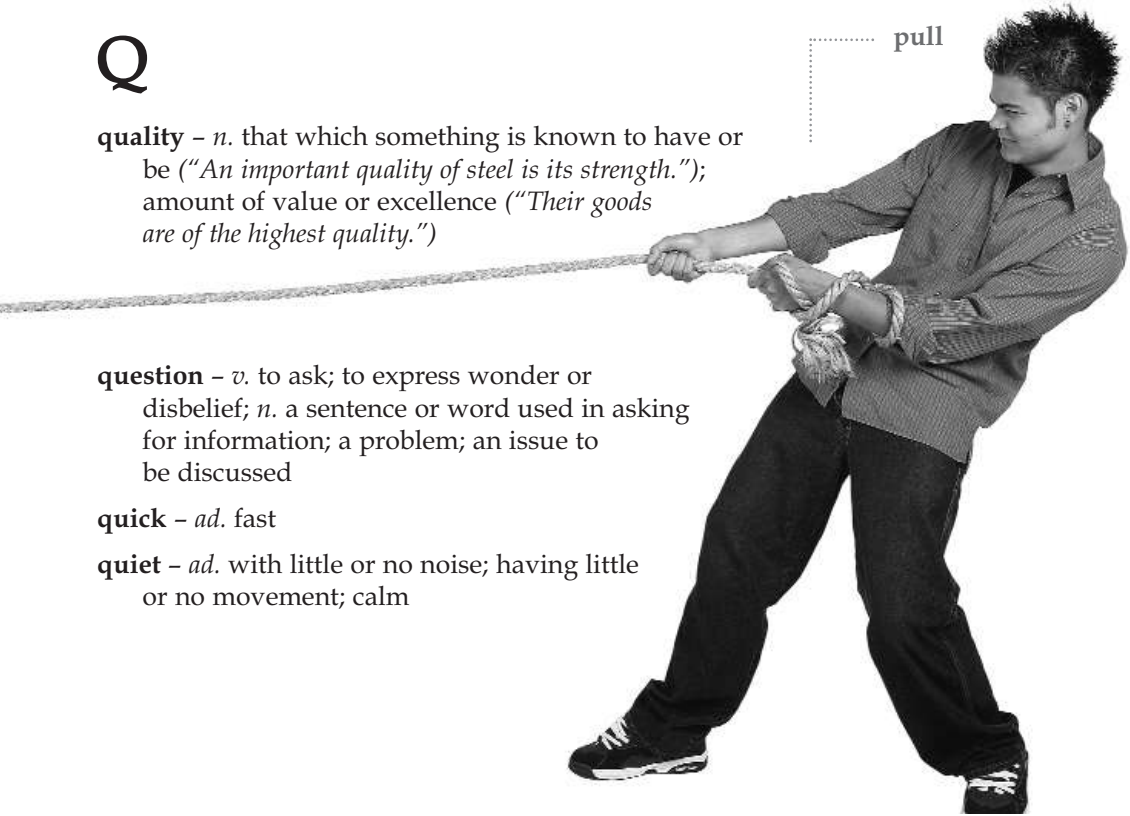 pull
Q
quality – n. that which something is known to have or
be (“An important quality of steel is its strength.”);
amount of value or excellence (“Their goods
are of the highest quality.”)
question – v. to ask; to express wonder or
disbelief; n. a sentence or word used in asking
for information; a problem; an issue to
be discussed
quick – ad. fast
quiet – ad. with little or no noise; having little
or no movement; calm